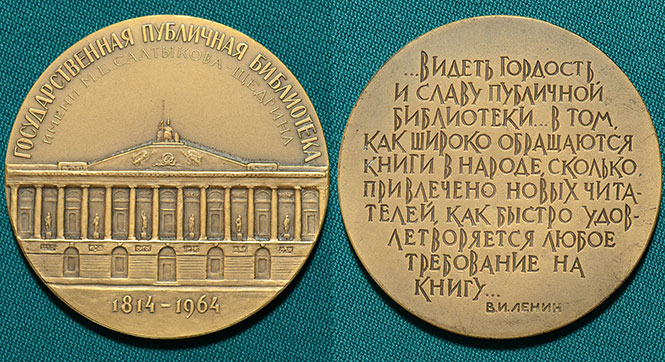 ГОСУДАРСТВЕННАЯ ПУБЛИЧНАЯ БИБЛИОТЕКА
ИМЕНИ М.Е. САЛТЫКОВА-ЩЕДРИНА
1814-1964
...ВИДЕТЬ ГОРДОСТЬ
И СЛАВУ ПУБЛИЧНОЙ
БИБЛИОТЕКИ...В ТОМ,
КАК ШИРОКО ОБРАЩАЮТСЯ
КНИГИ В НАРОДЕ, СКОЛЬКО
ПРИВЛЕЧЕНО НОВЫХ ЧИТА-
ТЕЛЕЙ, КАК БЫСТРО УДОВ-
ЛЕТВОРЯЕТСЯ ЛЮБОЕ
ТРЕБОВАНИЕ НА
КНИГУ...
В.И.ЛЕНИН